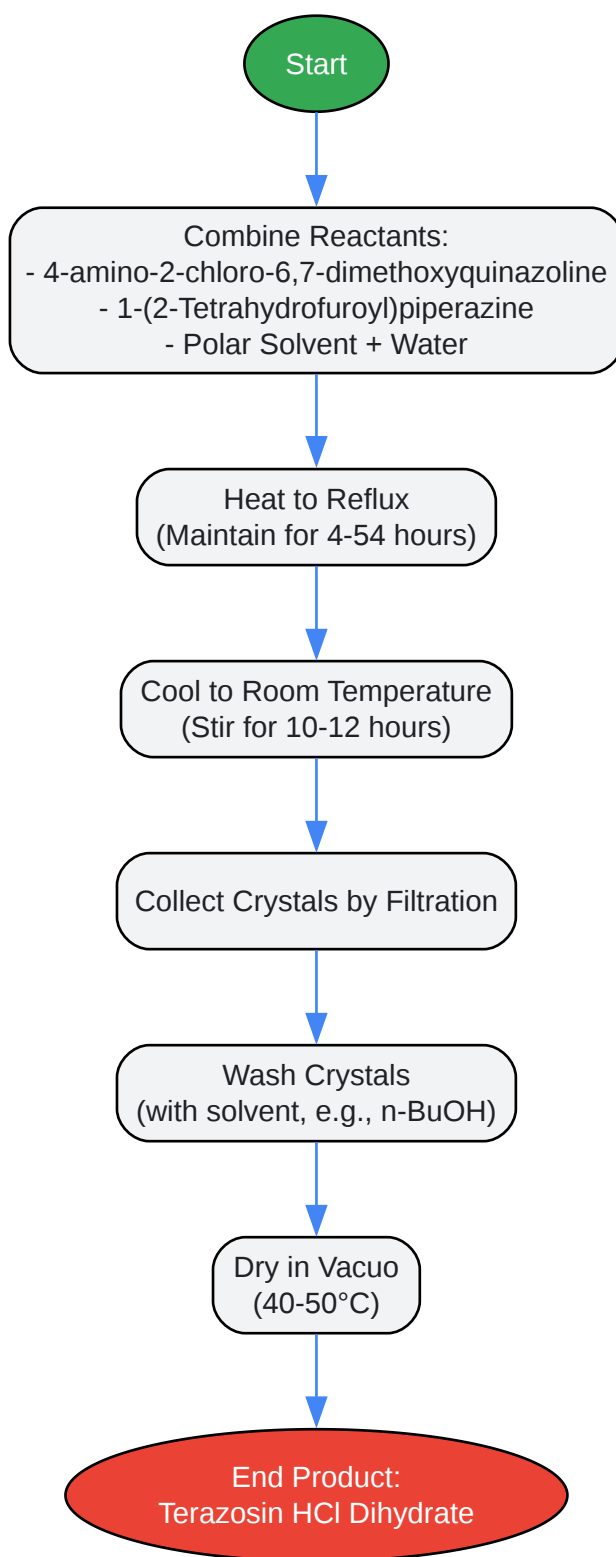 Start
Combine Reactants:
- 4-amino-2-chloro-6,7-dimethoxyquinazoline
- 1-(2-Tetrahydrofuroyl)piperazine
- Polar Solvent + Water
Heat to Reflux
(Maintain for 4-54 hours)
Cool to Room Temperature
(Stir for 10-12 hours)
Collect Crystals by Filtration
Wash Crystals
(with solvent, e.g., n-BuOH)
Dry in Vacuo
(40-50°C)
End Product:
Terazosin HCl Dihydrate